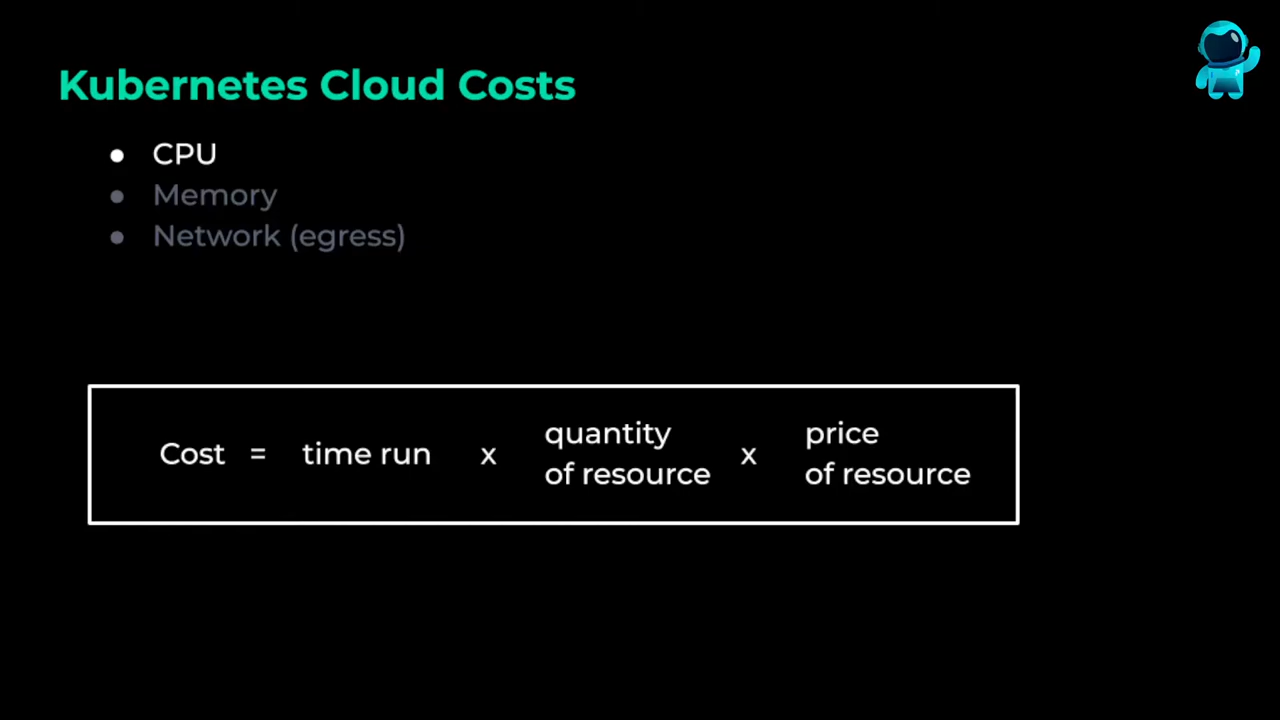 Kubernetes Cloud Costs
● CPU
● Memory
● Network (egress)
Cost = time run x quantity of resource x price of resource